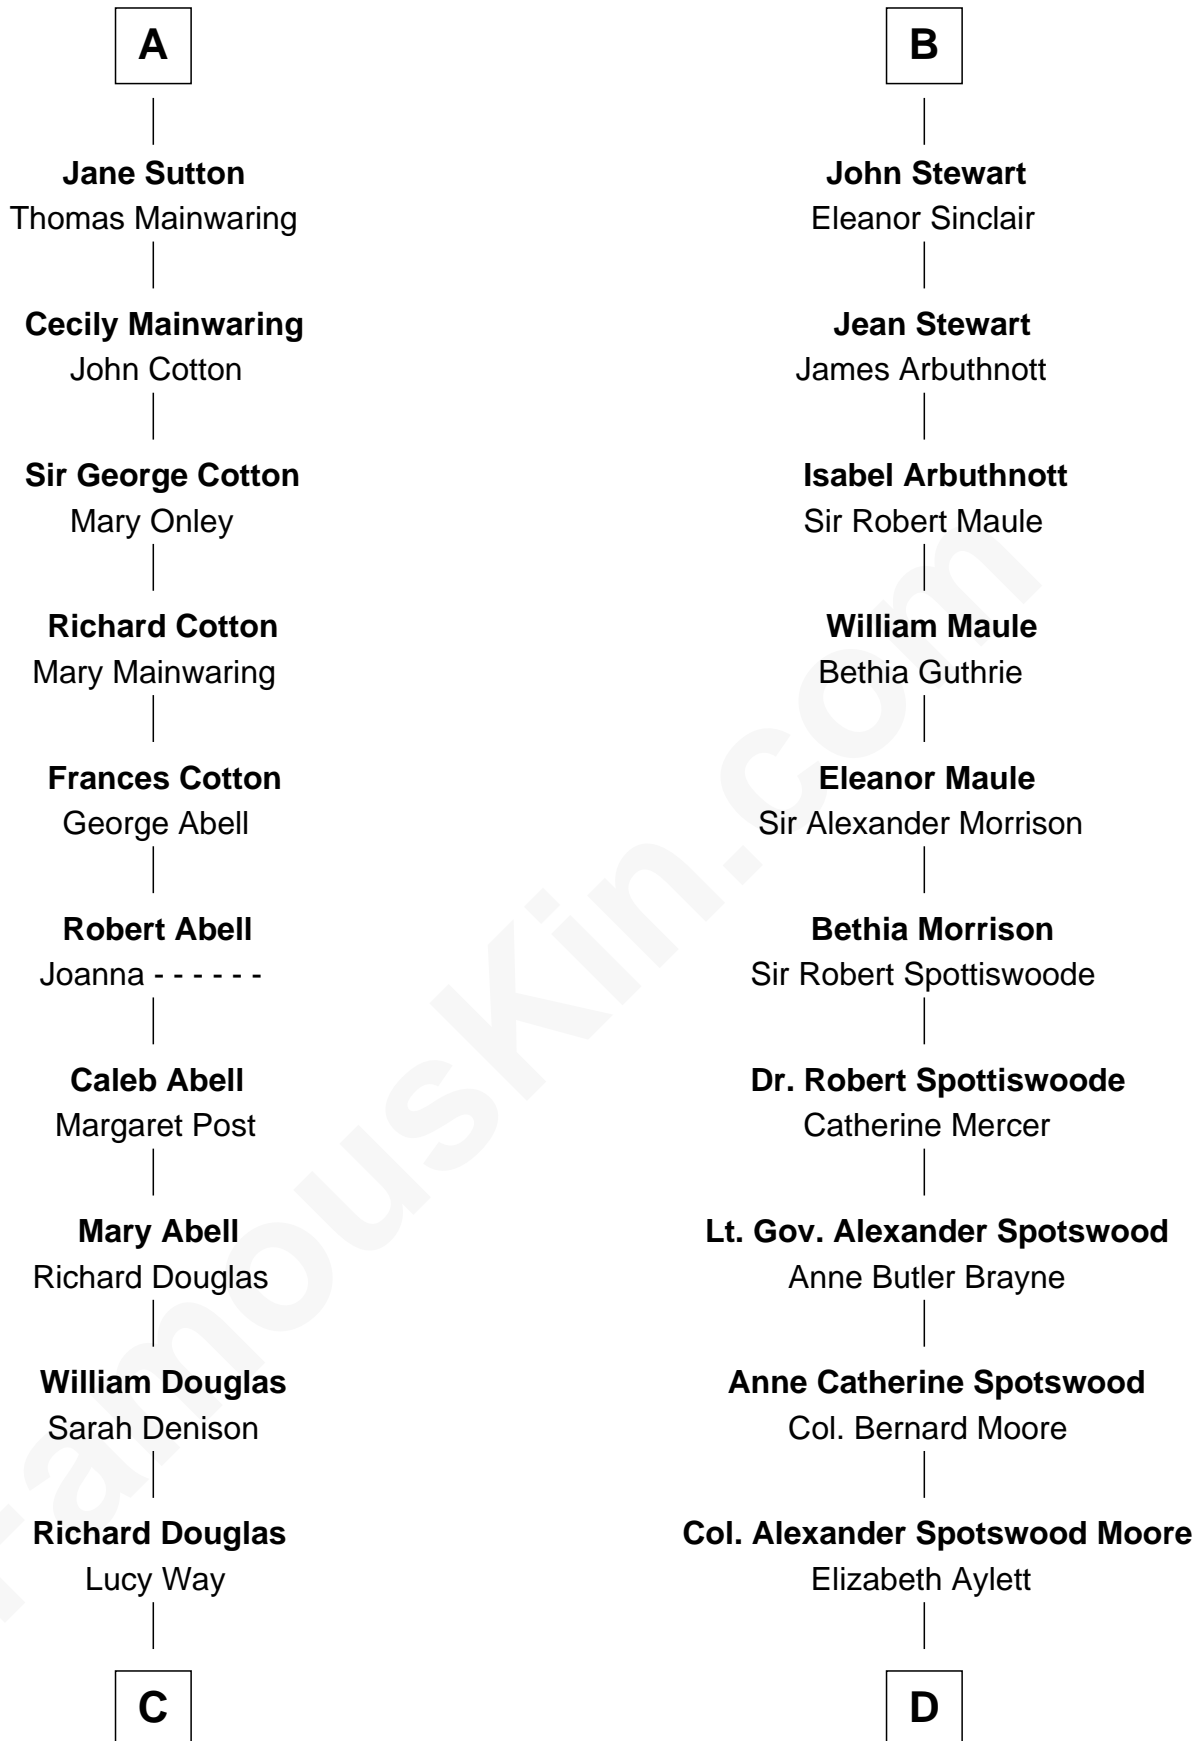 A
Jane Sutton
Thomas Mainwaring
Cecily Mainwaring
John Cotton
Sir George Cotton
Mary Onley
Richard Cotton
Mary Mainwaring
Frances Cotton
George Abell
Robert Abell
Joanna - - - - - -
Caleb Abell
Margaret Post
Mary Abell
Richard Douglas
William Douglas
Sarah Denison
Richard Douglas
Lucy Way
C
B
John Stewart
Eleanor Sinclair
Jean Stewart
James Arbuthnott
Isabel Arbuthnott
Sir Robert Maule
William Maule
Bethia Guthrie
Eleanor Maule
Sir Alexander Morrison
Bethia Morrison
Sir Robert Spottiswoode
Dr. Robert Spottiswoode
Catherine Mercer
Lt. Gov. Alexander Spotswood
Anne Butler Brayne
Anne Catherine Spotswood
Col. Bernard Moore
Col. Alexander Spotswood Moore
Elizabeth Aylett
D
FamousKin.com